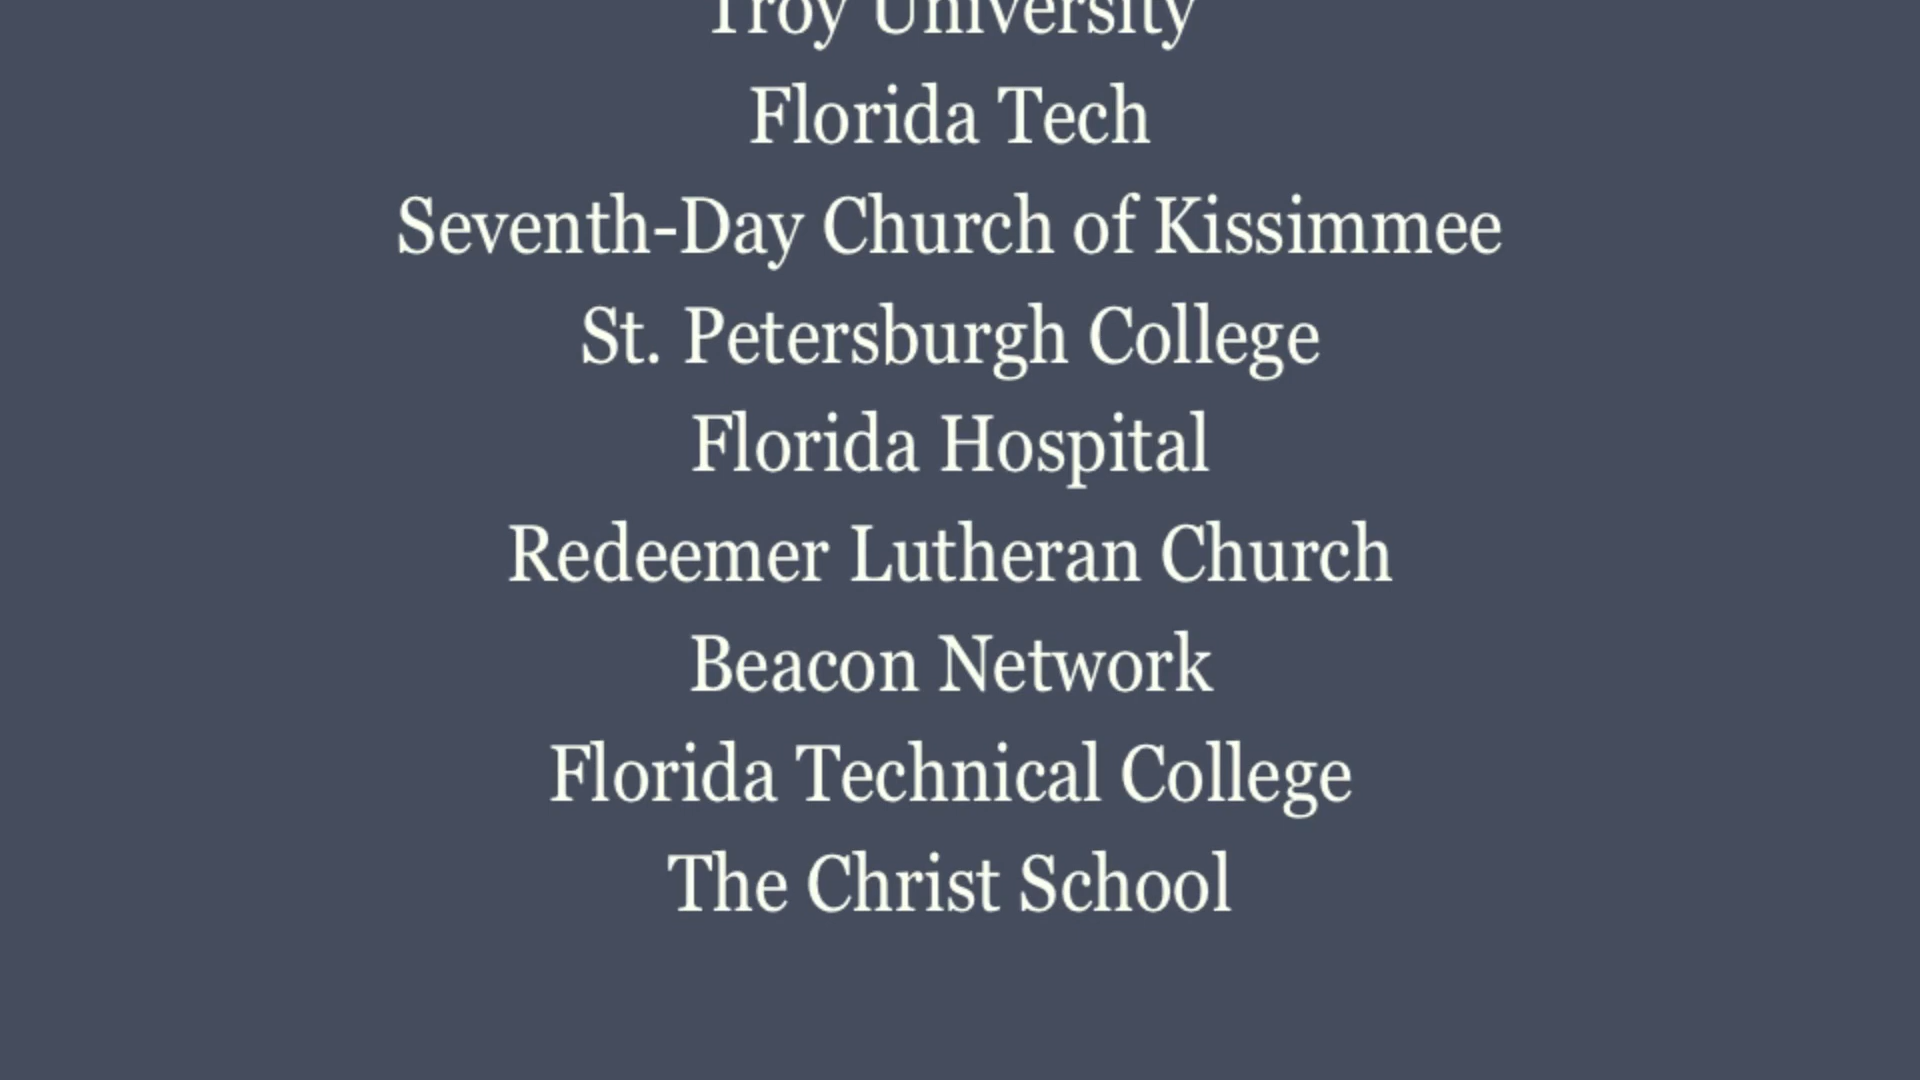 Troy University
Florida Tech
Seventh-Day Church of Kissimmee
St. Petersburgh College
Florida Hospital
Redeemer Lutheran Church
Beacon Network
Florida Technical College
The Christ School